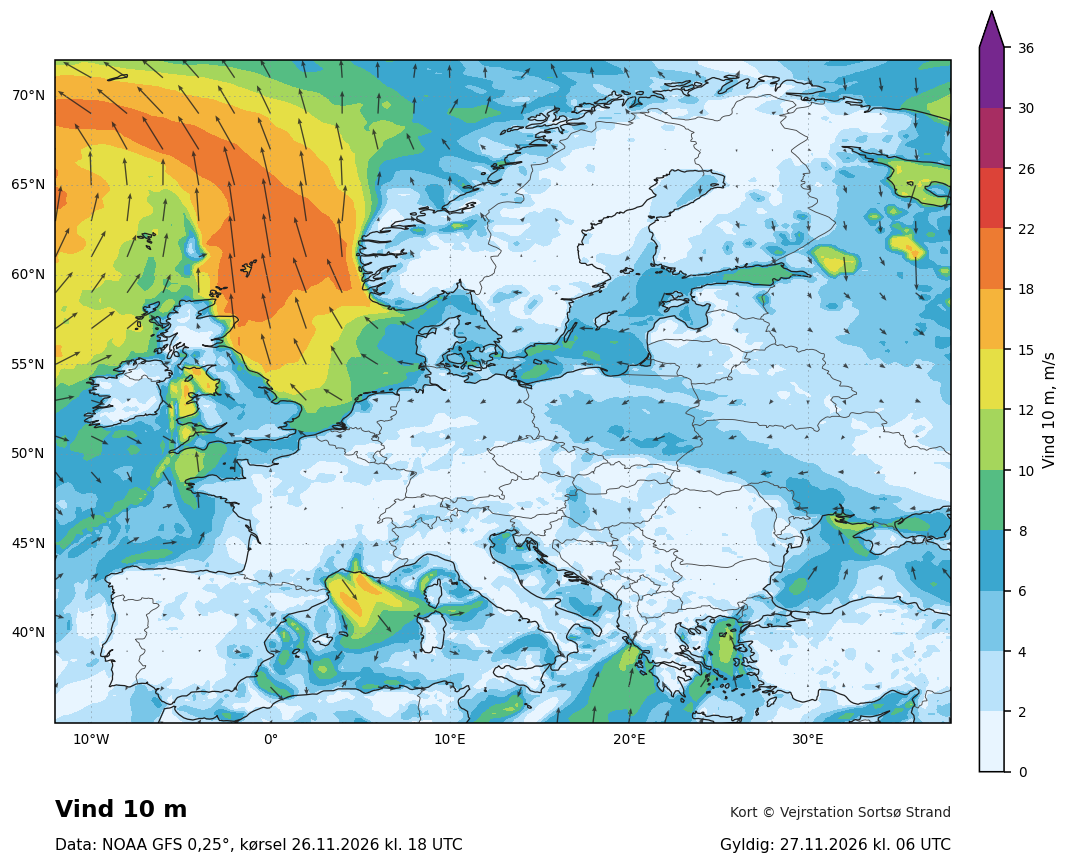 70°N
65°N
60°N
55°N
50°N
45°N
40°N
10°W
0°
10°E
20°E
30°E
36
30
26
22
18
15
12
10
8
6
4
2
0
Vind 10 m, m/s
Vind 10 m
Kort © Vejrstation Sortsø Strand
Data: NOAA GFS 0,25°, kørsel 26.11.2026 kl. 18 UTC
Gyldig: 27.11.2026 kl. 06 UTC